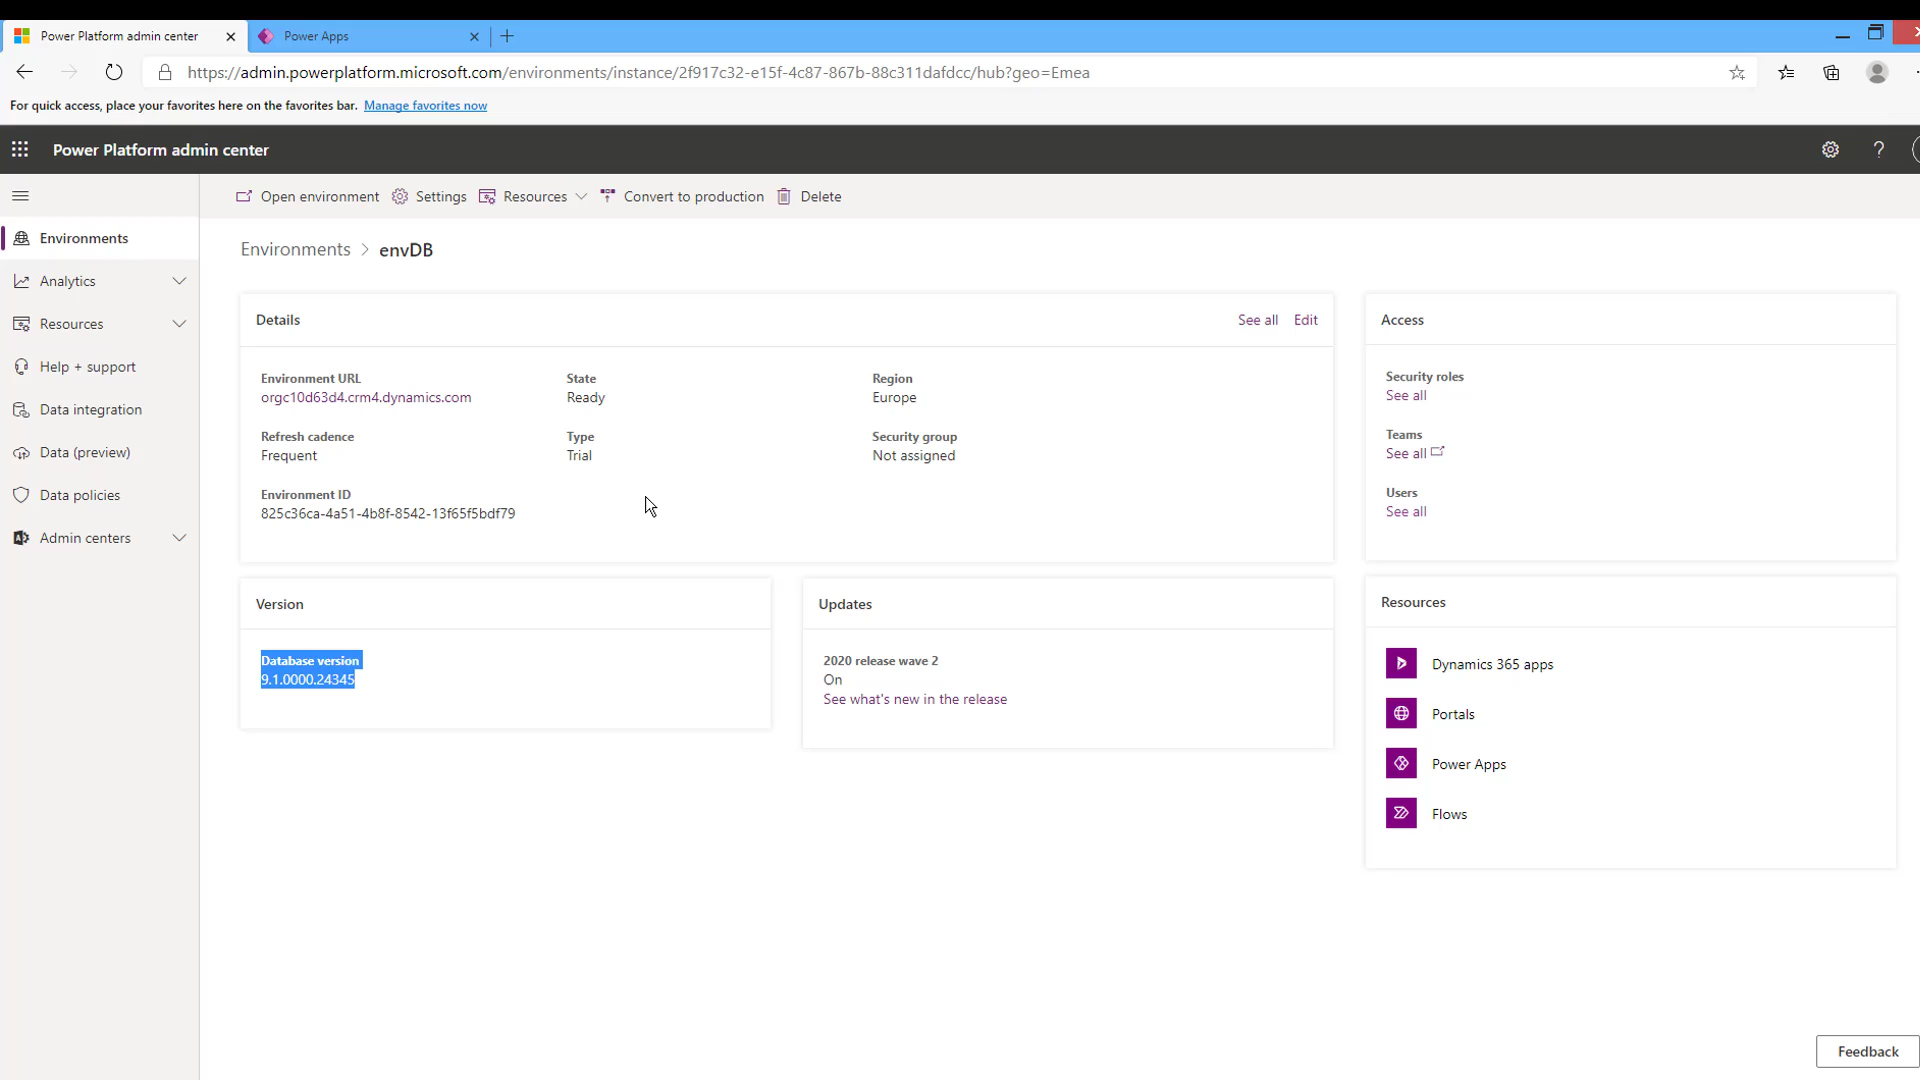 Power Platform admin center
Power Apps
https://admin.powerplatform.microsoft.com/environments/instance/2f917c32-e15f-4c87-867b-88c311dafdcc/hub?geo=Emea
For quick access, place your favorites here on the favorites bar. Manage favorites now
Power Platform admin center
?
Open environment
Settings
Resources
Convert to production
Delete
Environments
Analytics
Resources
Help + support
Data integration
Data (preview)
Data policies
Admin centers
Environments > envDB
Details
See all
Edit
Environment URL
orgc10d63d4.crm4.dynamics.com
State
Ready
Region
Europe
Refresh cadence
Frequent
Type
Trial
Security group
Not assigned
Environment ID
825c36ca-4a51-4b8f-8542-13f65f5bdf79
Access
Security roles
See all
Teams
See all
Users
See all
Version
Database version
9.1.0000.24345
Updates
2020 release wave 2
On
See what's new in the release
Resources
Dynamics 365 apps
Portals
Power Apps
Flows
Feedback